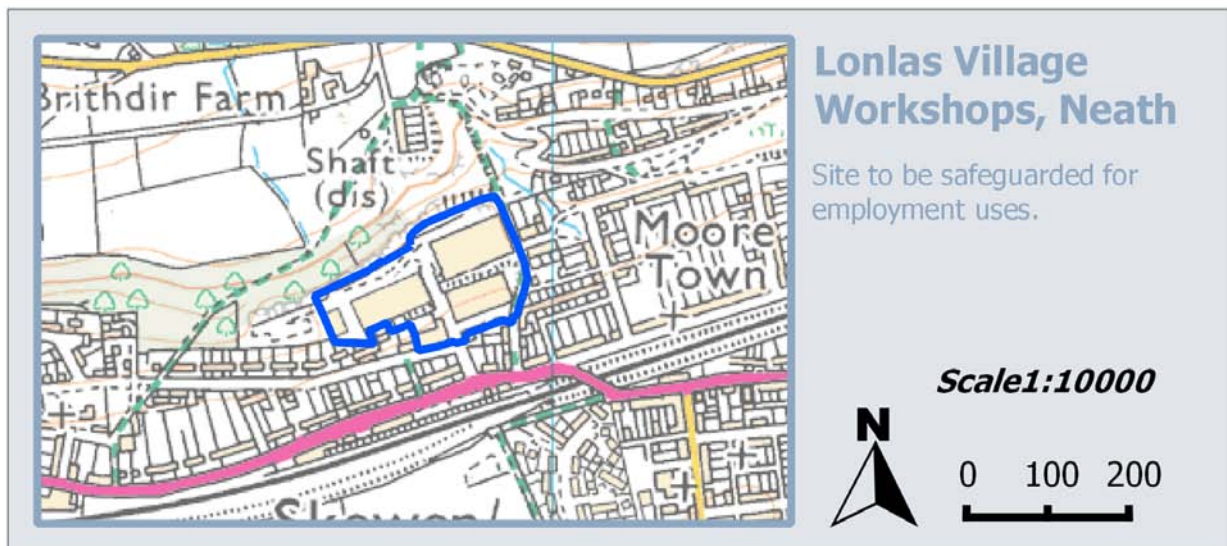 Brithdir Farm
Shaft
(dis)
Moore
Town
Lonlas Village
Workshops, Neath
Site to be safeguarded for
employment uses.
Scale1:10000
N
0 100 200